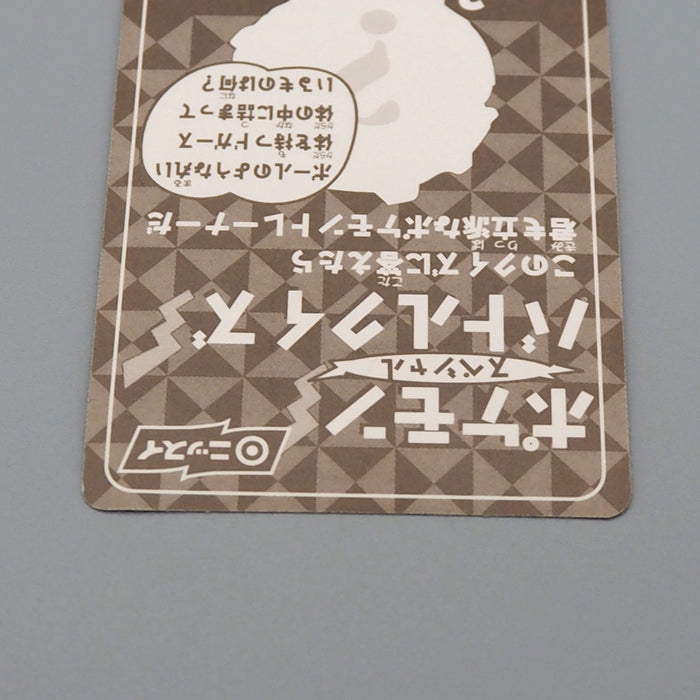 ニッスイ
ポケモン
スペシャル
バトルクイズ
このクイズに答えたら
君も立派なポケモントレーナーだ
ボールのような丸い
体を持つドガース
体の中に詰まって
いるものは何？